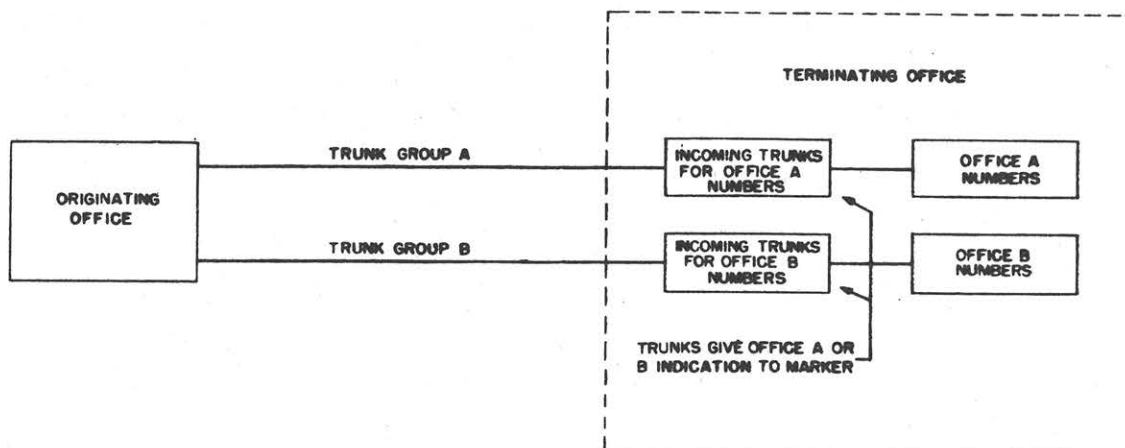 TERMINATING OFFICE
ORIGINATING
OFFICE
TRUNK GROUP A
INCOMING TRUNKS
FOR OFFICE A
NUMBERS
OFFICE A
NUMBERS
TRUNK GROUP B
INCOMING TRUNKS
FOR OFFICE B
NUMBERS
OFFICE B
NUMBERS
TRUNKS GIVE OFFICE A OR
B INDICATION TO MARKER